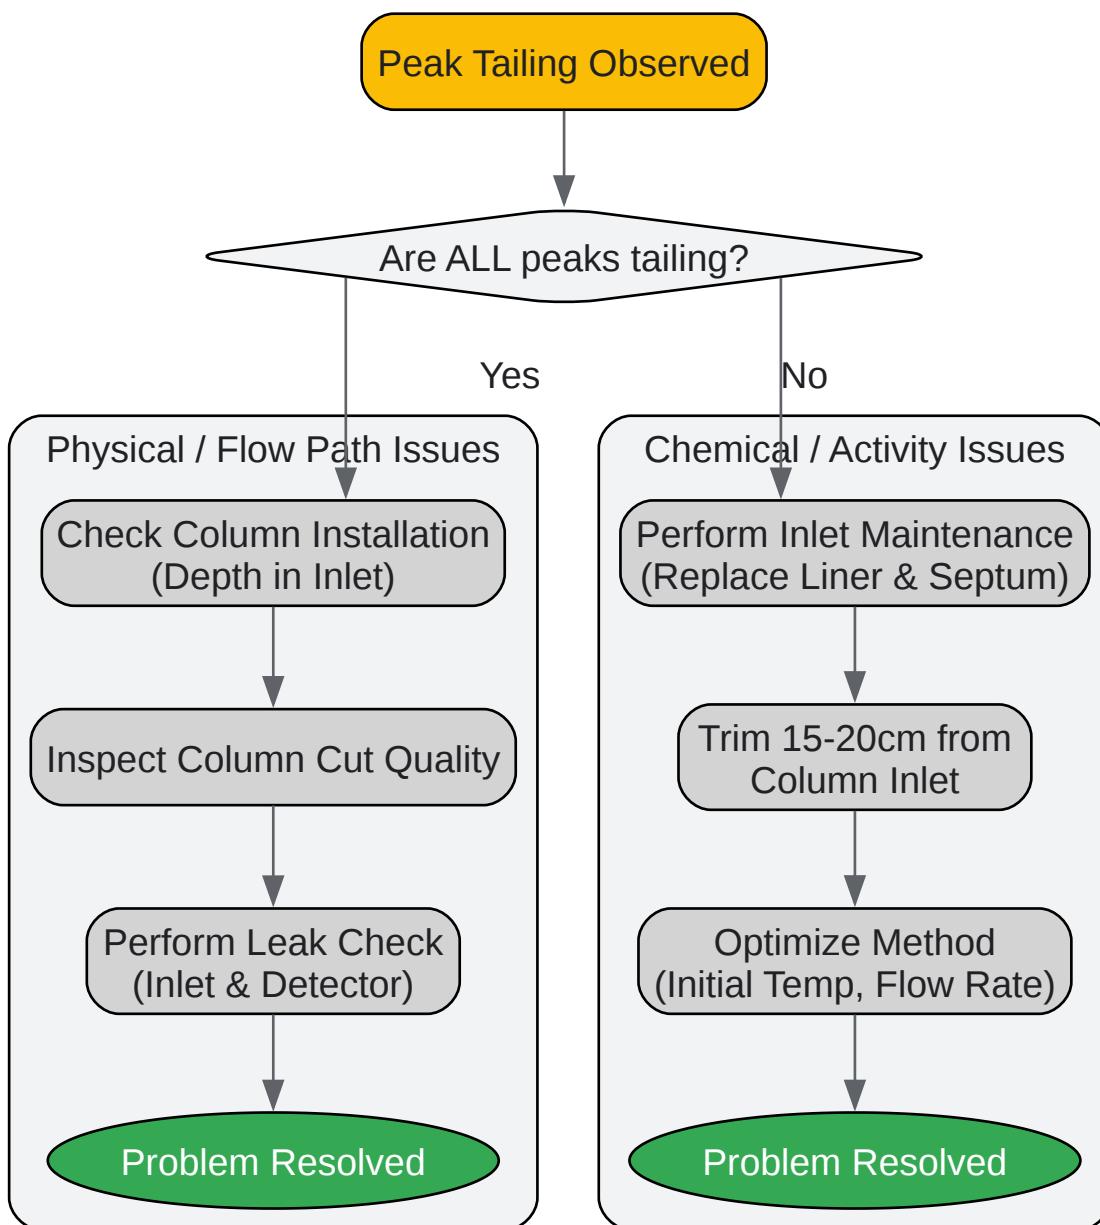 Peak Tailing Observed
Are ALL peaks tailing?
Yes
No
Physical / Flow Path Issues
Check Column Installation
(Depth in Inlet)
Inspect Column Cut Quality
Perform Leak Check
(Inlet & Detector)
Problem Resolved
Chemical / Activity Issues
Perform Inlet Maintenance
(Replace Liner & Septum)
Trim 15-20cm from
Column Inlet
Optimize Method
(Initial Temp, Flow Rate)
Problem Resolved